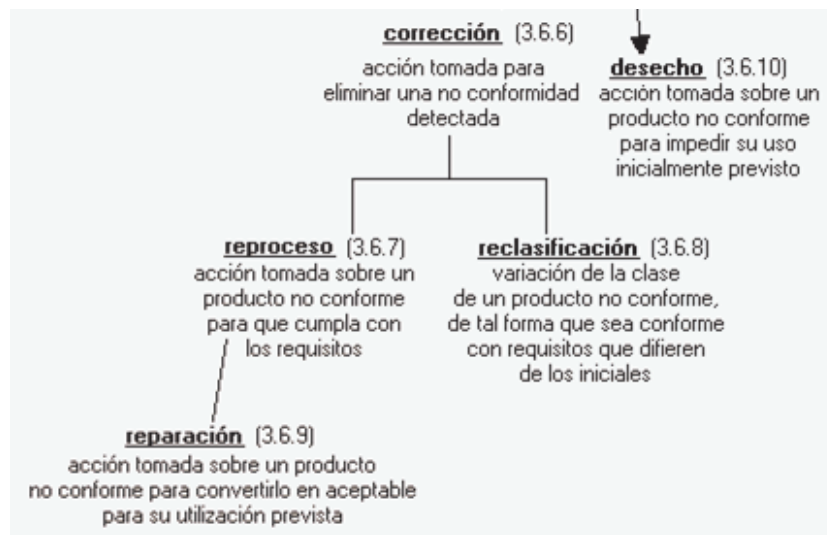 corrección (3.6.6)
acción tomada para
eliminar una no conformidad
detectada
desecho (3.6.10)
acción tomada sobre un
producto no conforme
para impedir su uso
inicialmente previsto
reproceso (3.6.7)
acción tomada sobre un
producto no conforme
para que cumpla con
los requisitos
reclasificación (3.6.8)
variación de la clase
de un producto no conforme,
de tal forma que sea conforme
con requisitos que difieren
de los iniciales
reparación (3.6.9)
acción tomada sobre un producto
no conforme para convertirlo en aceptable
para su utilización prevista